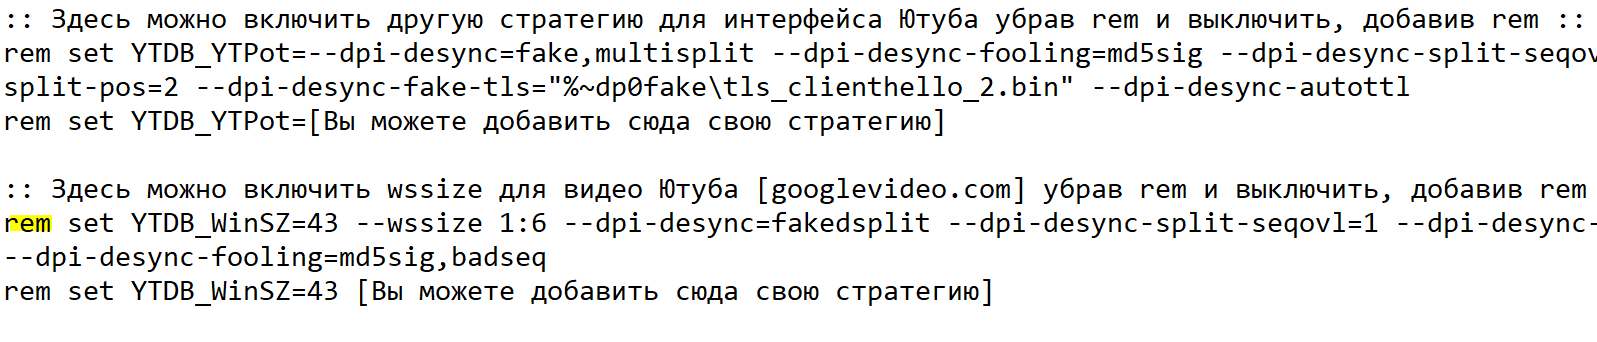 :: Здесь можно включить другую стратегию для интерфейса Ютуба убрав rem и выключить, добавив rem ::
rem set YTDB_YTPot=--dpi-desync=fake,multisplit --dpi-desync-fooling=md5sig --dpi-desync-split-seqov
split-pos=2 --dpi-desync-fake-tls="%~dp0fake\tls_clienthello_2.bin" --dpi-desync-autottl
rem set YTDB_YTPot=[Вы можете добавить сюда свою стратегию]
:: Здесь можно включить wssize для видео Ютуба [googlevideo.com] убрав rem и выключить, добавив rem
rem set YTDB_WinSZ=43 --wssize 1:6 --dpi-desync=fakedsplit --dpi-desync-split-seqovl=1 --dpi-desync-
--dpi-desync-fooling=md5sig,badseq
rem set YTDB_WinSZ=43 [Вы можете добавить сюда свою стратегию]